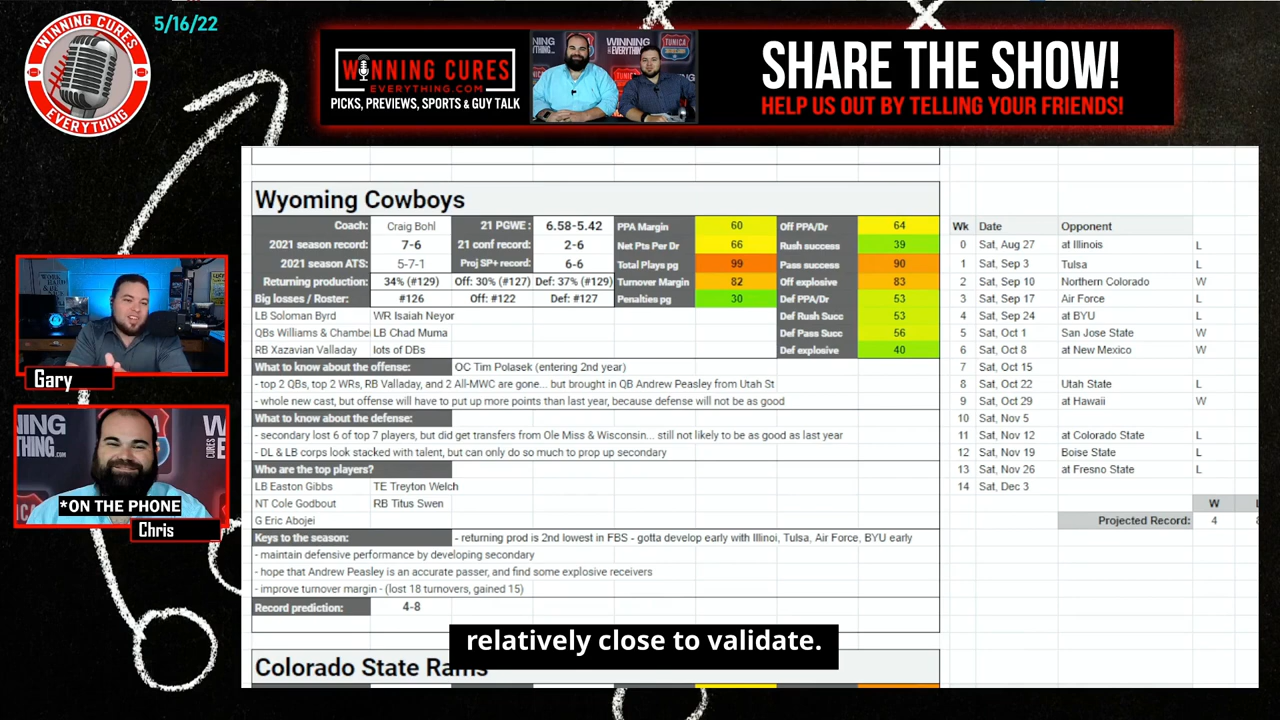 WINNING CURES
EVERYTHING
5/16/22
WINNING CURES
EVERYTHING.COM
PICKS, PREVIEWS, SPORTS & GUY TALK
SHARE THE SHOW!
HELP US OUT BY TELLING YOUR FRIENDS!
Gary
*ON THE PHONE
Chris
Wyoming Cowboys
Coach: Craig Bohl 21 PGWE : 6.58-5.42 PPA Margin 60 Off PPA/Dr 64
2021 season record: 7-6 21 conf record: 2-6 Net Pts Per Dr 66 Rush success 39
2021 season ATS: 5-7-1 Proj SP+ record: 6-6 Total Plays pg 99 Pass success 90
Returning production: 34% (#129) Off: 30% (#127) Def: 37% (#129) Turnover Margin 82 Off explosive 83
Big losses / Roster: #126 Off: #122 Def: #127 Penalties pg 30 Def PPA/Dr 53
LB Soloman Byrd WR Isaiah Neyor Def Rush Succ 53
QBs Williams & Chambe LB Chad Muma Def Pass Succ 56
RB Xazavian Valladay lots of DBs Def explosive 40
What to know about the offense: OC Tim Polasek (entering 2nd year)
- top 2 QBs, top 2 WRs, RB Valladay, and 2 All-MWC are gone... but brought in QB Andrew Peasley from Utah St
- whole new cast, but offense will have to put up more points than last year, because defense will not be as good
What to know about the defense:
- secondary lost 6 of top 7 players, but did get transfers from Ole Miss & Wisconsin... still not likely to be as good as last year
- DL & LB corps look stacked with talent, but can only do so much to prop up secondary
Who are the top players?
LB Easton Gibbs TE Treyton Welch
NT Cole Godbout RB Titus Swen
G Eric Abojei
Keys to the season: - returning prod is 2nd lowest in FBS - gotta develop early with Illinoi, Tulsa, Air Force, BYU early
- maintain defensive performance by developing secondary
- hope that Andrew Peasley is an accurate passer, and find some explosive receivers
- improve turnover margin - (lost 18 turnovers, gained 15)
Record prediction: 4-8
Wk Date Opponent
0 Sat, Aug 27 at Illinois L
1 Sat, Sep 3 Tulsa L
2 Sat, Sep 10 Northern Colorado W
3 Sat, Sep 17 Air Force L
4 Sat, Sep 24 at BYU L
5 Sat, Oct 1 San Jose State W
6 Sat, Oct 8 at New Mexico W
7 Sat, Oct 15
8 Sat, Oct 22 Utah State L
9 Sat, Oct 29 at Hawaii W
10 Sat, Nov 5
11 Sat, Nov 12 at Colorado State L
12 Sat, Nov 19 Boise State L
13 Sat, Nov 26 at Fresno State L
14 Sat, Dec 3
W
Projected Record: 4
relatively close to validate.
Colorado State Rams